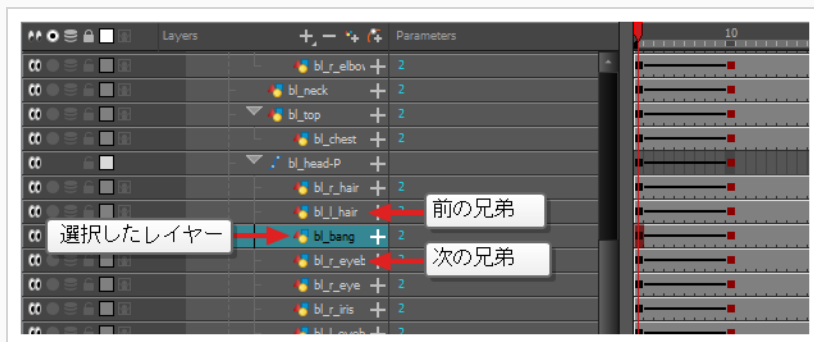 Layers Parameters 10
bl_r_elbo 2
bl_neck 2
bl_top 2
bl_chest 2
bl_head-P
bl_r_hair 2
bl_l_hair 前の兄弟
選択したレイヤー bl_bang 2
bl_r_eyeb 次の兄弟
bl_r_eye 2
bl_r_iris 2